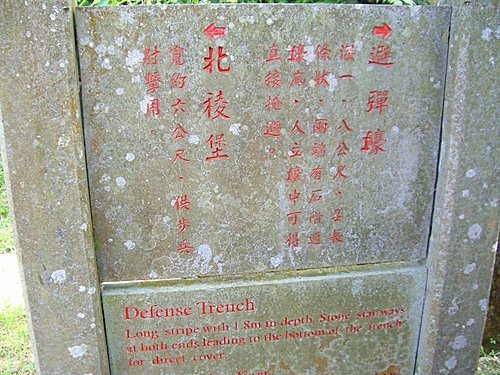 避彈壕
深一．八公尺．呈長
條狀．兩端有石階達
壕底．人立壕中可得
直接掩避。
北稜堡
寬約六公尺．供步兵
射擊用
Defense Trench
Long stripe with 1.8m in depth. Stone stairways
at both ends leading to the bottom of the trench
for direct cover.